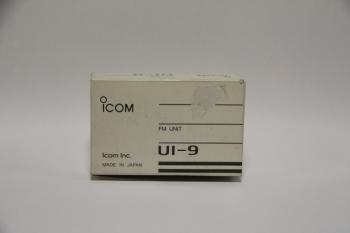 ICOM
FM UNIT
UI-9
Icom Inc.
MADE IN JAPAN